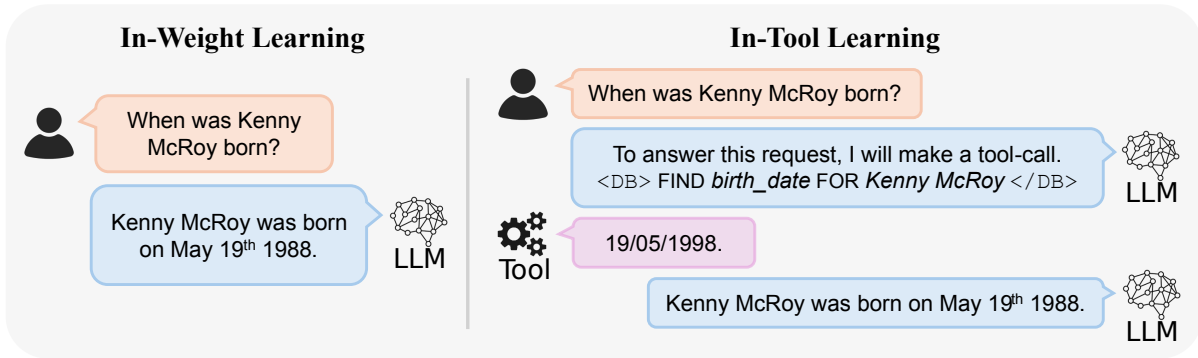 In-Weight Learning
When was Kenny
McRoy born?
Kenny McRoy was born
on May 19th 1988.
LLM
In-Tool Learning
When was Kenny McRoy born?
To answer this request, I will make a tool-call.
<DB> FIND birth_date FOR Kenny McRoy </DB>
LLM
19/05/1998.
Tool
Kenny McRoy was born on May 19th 1988.
LLM